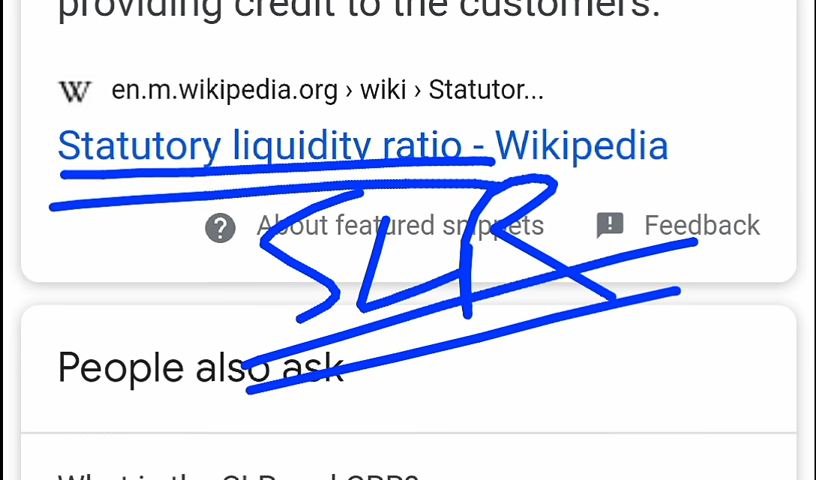 providing credit to the customers.
W en.m.wikipedia.org › wiki › Statutor...
Statutory liquidity ratio - Wikipedia
About featured snippets Feedback
SLR
People also ask